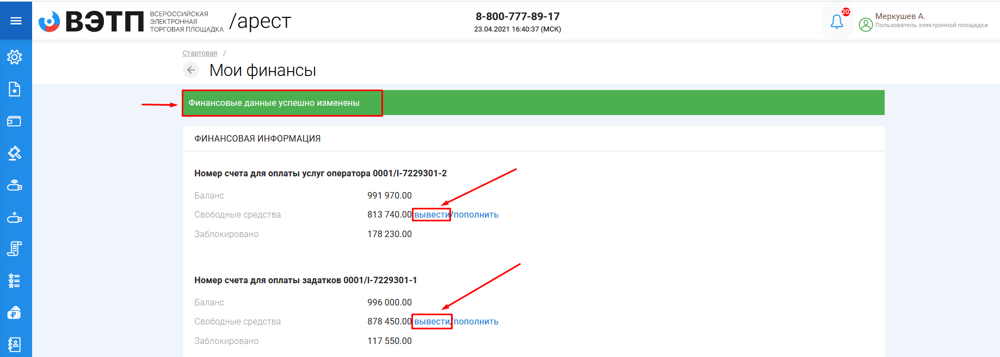 ВЭТП
ВСЕРОССИЙСКАЯ
ЭЛЕКТРОННАЯ
ТОРГОВАЯ ПЛОЩАДКА
/арест
8-800-777-89-17
23.04.2021 16:40:37 (МСК)
20
Меркушев А.
Пользователь электронной площадки
Стартовая /
Мои финансы
Финансовые данные успешно изменены
ФИНАНСОВАЯ ИНФОРМАЦИЯ
Номер счета для оплаты услуг оператора 0001/I-7229301-2
Баланс 991 970.00
Свободные средства 813 740.00 вывести/пополнить
Заблокировано 178 230.00
Номер счета для оплаты задатков 0001/I-7229301-1
Баланс 996 000.00
Свободные средства 878 450.00 вывести/пополнить
Заблокировано 117 550.00